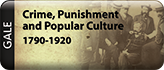 GALE
Crime, Punishment
and Popular Culture
1790-1920